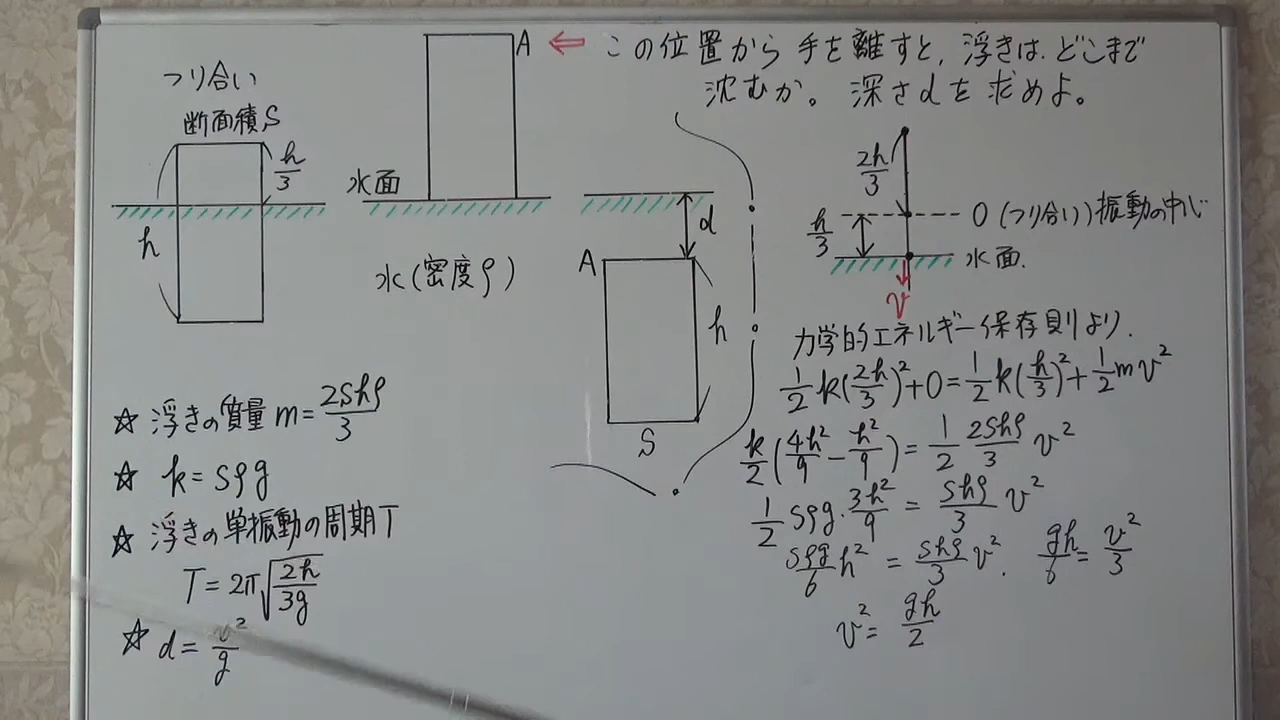 A ⇐ この位置から手を離すと、浮きは、どこまで
沈むか。深さdを求めよ。
つり合い
断面積S
h/3
h
水面
水(密度ρ)
d
A
h
S
2h/3
h/3
O(つり合い)振動の中心
水面.
v
☆ 浮きの質量 m=2Shρ/3
☆ k=Sρg
☆ 浮きの単振動の周期T
T=2π√(2h/3g)
☆ d=v²/g
力学的エネルギー保存則より.
1/2 k(2h/3)²+0=1/2 k(h/3)²+1/2 mv²
k/2(4h²/9−h²/9)=1/2 2Shρ/3 v²
1/2 Sρg·3h²/9=Shρ/3 v²
Sρg/6 h²=Shρ/3 v². gh/6=v²/3
v²=gh/2